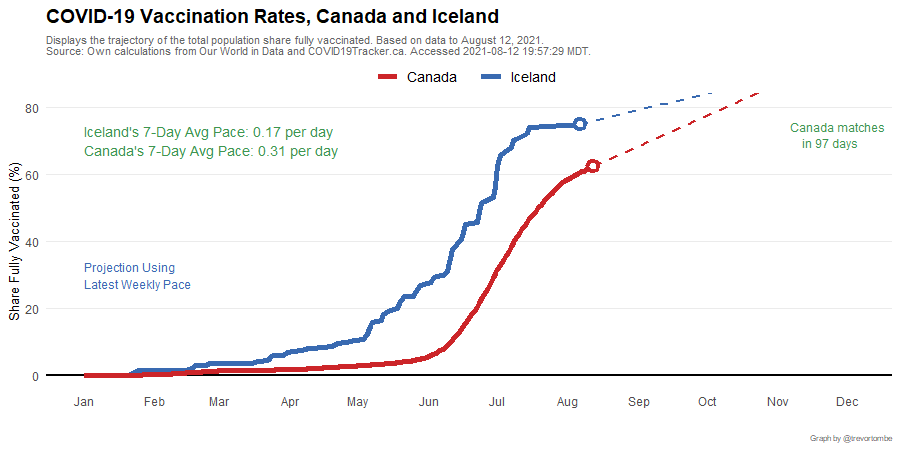 COVID-19 Vaccination Rates, Canada and Iceland
Displays the trajectory of the total population share fully vaccinated. Based on data to August 12, 2021.
Source: Own calculations from Our World in Data and COVID19Tracker.ca. Accessed 2021-08-12 19:57:29 MDT.
Canada Iceland
Share Fully Vaccinated (%)
80
60
40
20
0
Iceland's 7-Day Avg Pace: 0.17 per day
Canada's 7-Day Avg Pace: 0.31 per day
Canada matches
in 97 days
Projection Using
Latest Weekly Pace
Jan Feb Mar Apr May Jun Jul Aug Sep Oct Nov Dec
Graph by @trevortombe